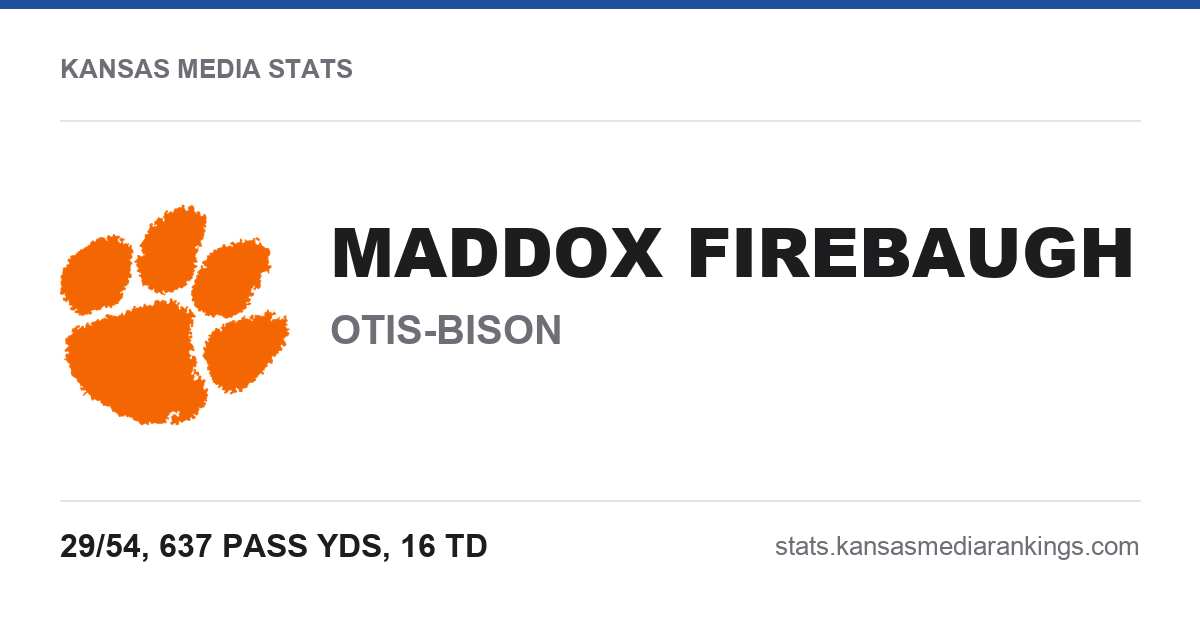 KANSAS MEDIA STATS
MADDOX FIREBAUGH
OTIS-BISON
29/54, 637 PASS YDS, 16 TD
stats.kansasmediarankings.com